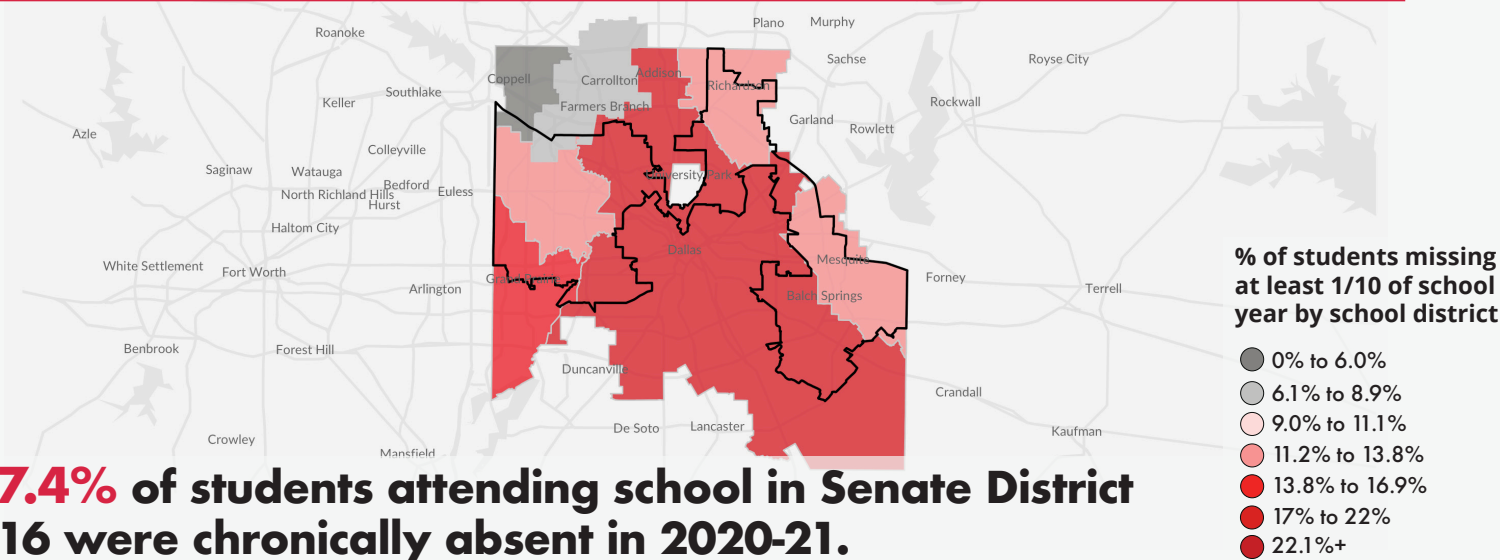 Plano
Murphy
Roanoke
Sachse
Royse City
Coppell
Carrollton
Addison
Richardson
Southlake
Keller
Farmers Branch
Rockwall
Garland
Rowlett
Azle
Colleyville
Saginaw
Watauga
University Park
Bedford
Euless
North Richland Hills
Hurst
Haltom City
Dallas
White Settlement
Fort Worth
Mesquite
Grand Prairie
Arlington
Forney
Terrell
Balch Springs
Benbrook
Forest Hill
Duncanville
Crandall
De Soto
Lancaster
Kaufman
Crowley
Mansfield
% of students missing
at least 1/10 of school
year by school district
0% to 6.0%
6.1% to 8.9%
9.0% to 11.1%
11.2% to 13.8%
13.8% to 16.9%
17% to 22%
22.1%+
7.4% of students attending school in Senate District
16 were chronically absent in 2020-21.